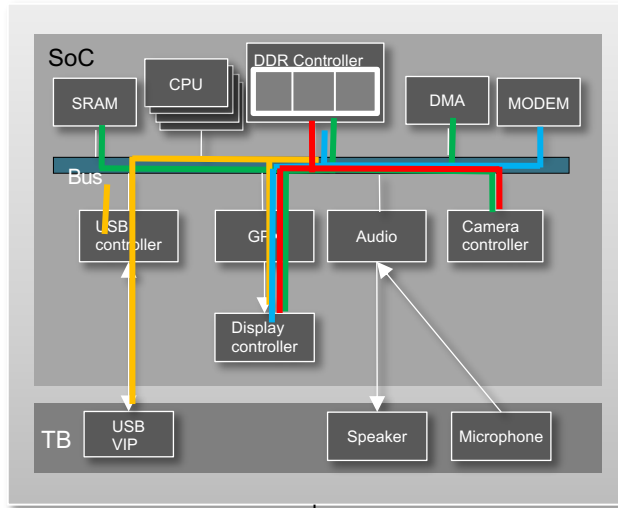 SoC
DDR Controller
CPU
SRAM
DMA
MODEM
Bus
USB
controller
Audio
Camera
controller
Display
controller
TB
USB
VIP
Speaker
Microphone